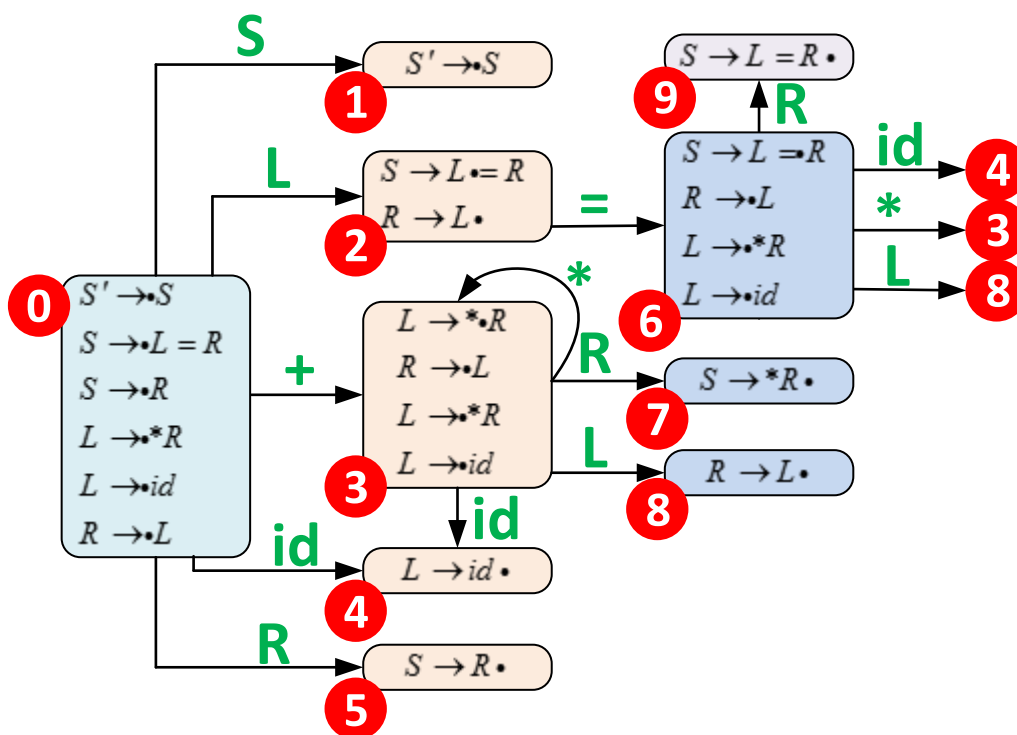 S
S' →•S
1
S → L = R •
9
R
L
S → L •= R
R → L •
2
=
S → L =•R
R →•L
L →•*R
L →•id
6
id
4
*
3
L
8
0
S' →•S
S →•L = R
S →•R
L →•*R
L →•id
R →•L
+
L → *•R
R →•L
L →•*R
L →•id
3
*
R
S → *R •
7
L
R → L •
8
id
id
L → id •
4
R
S → R •
5